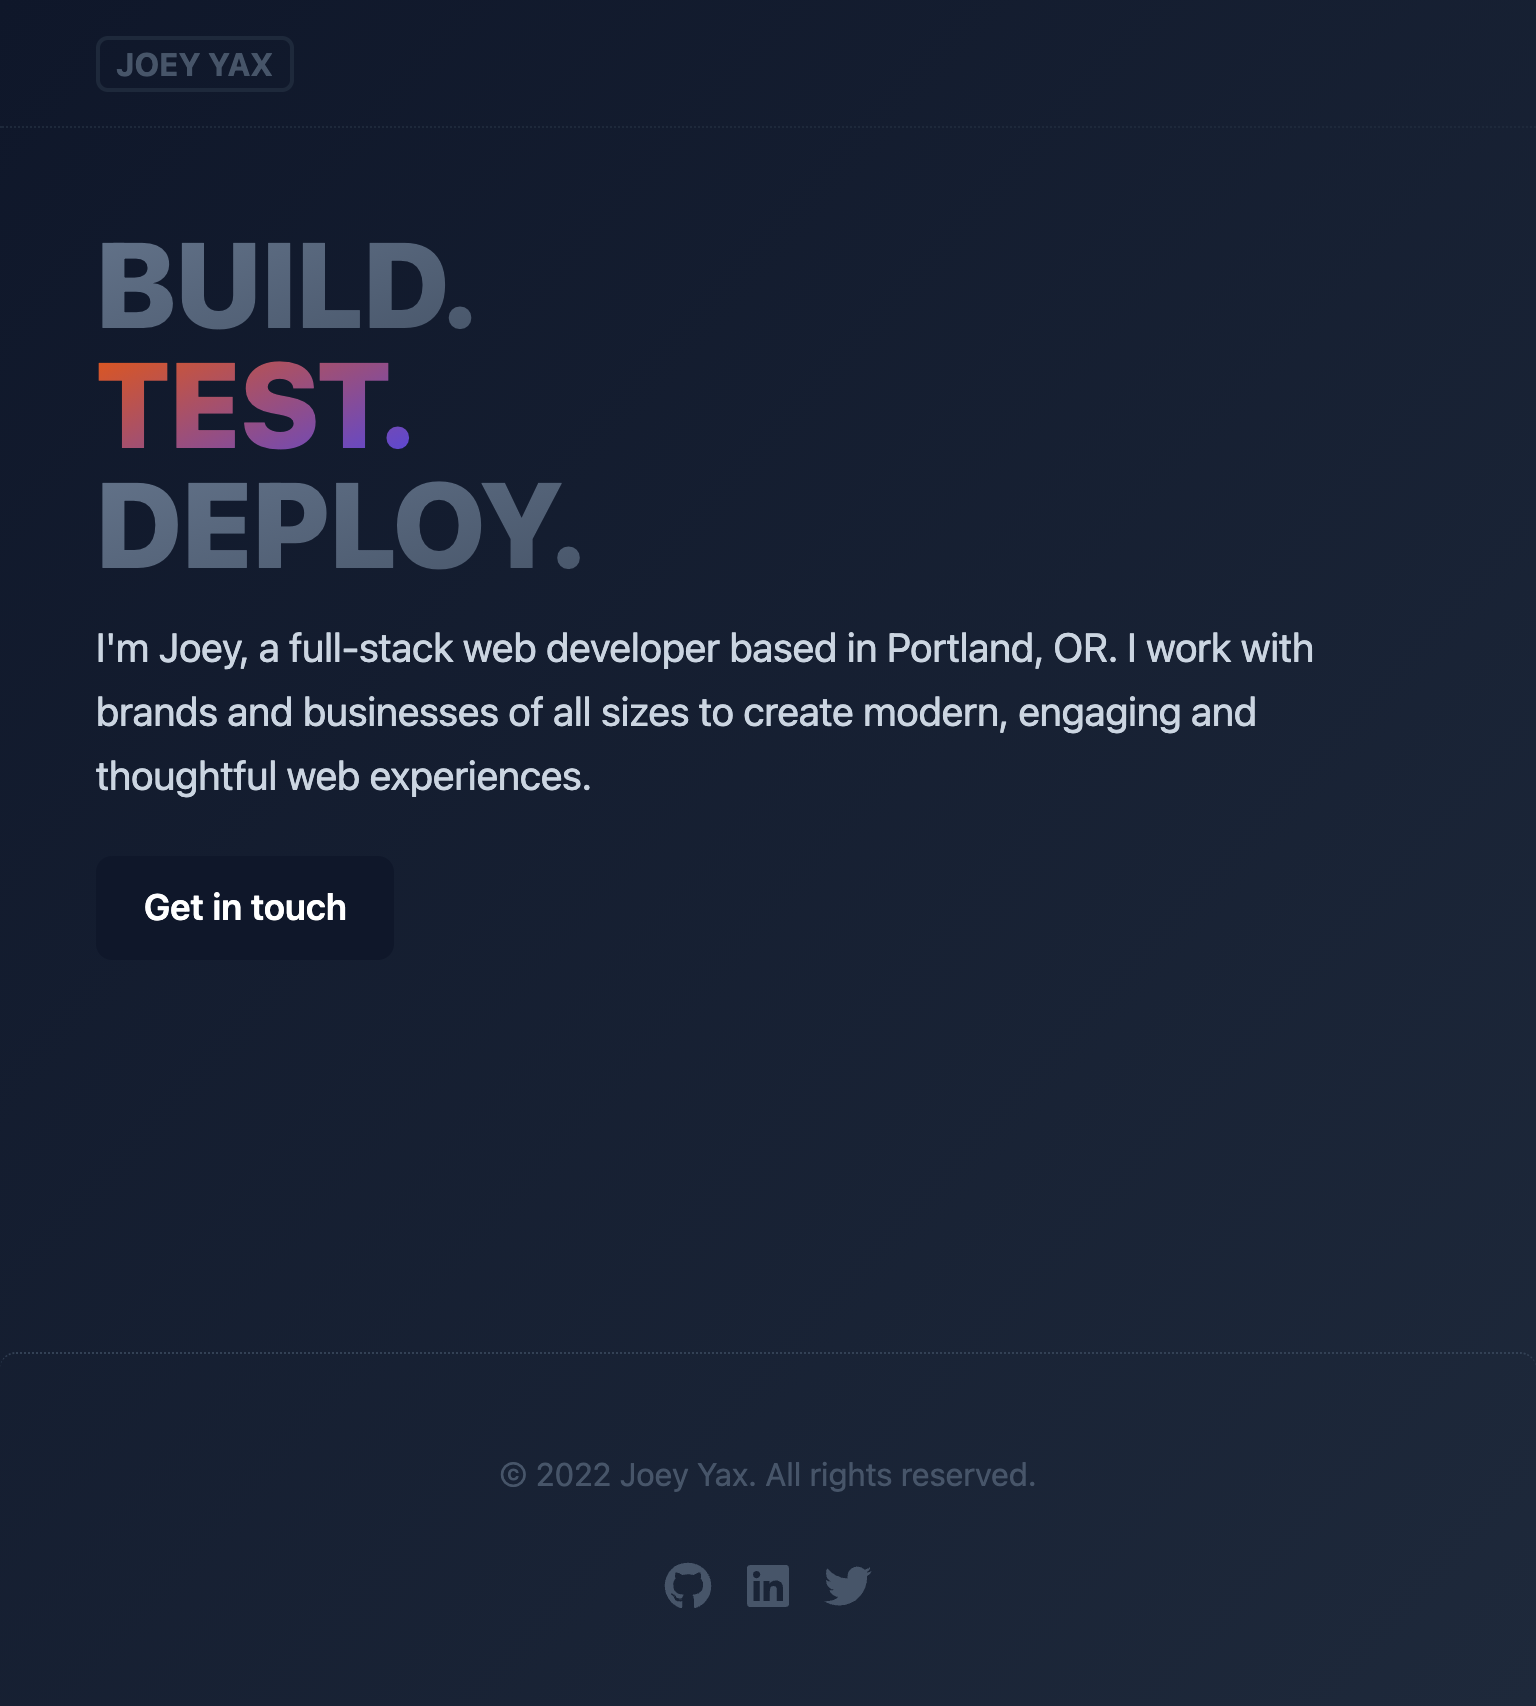 JOEY YAX
BUILD.
TEST.
DEPLOY.
I'm Joey, a full-stack web developer based in Portland, OR. I work with
brands and businesses of all sizes to create modern, engaging and
thoughtful web experiences.
Get in touch
© 2022 Joey Yax. All rights reserved.
in